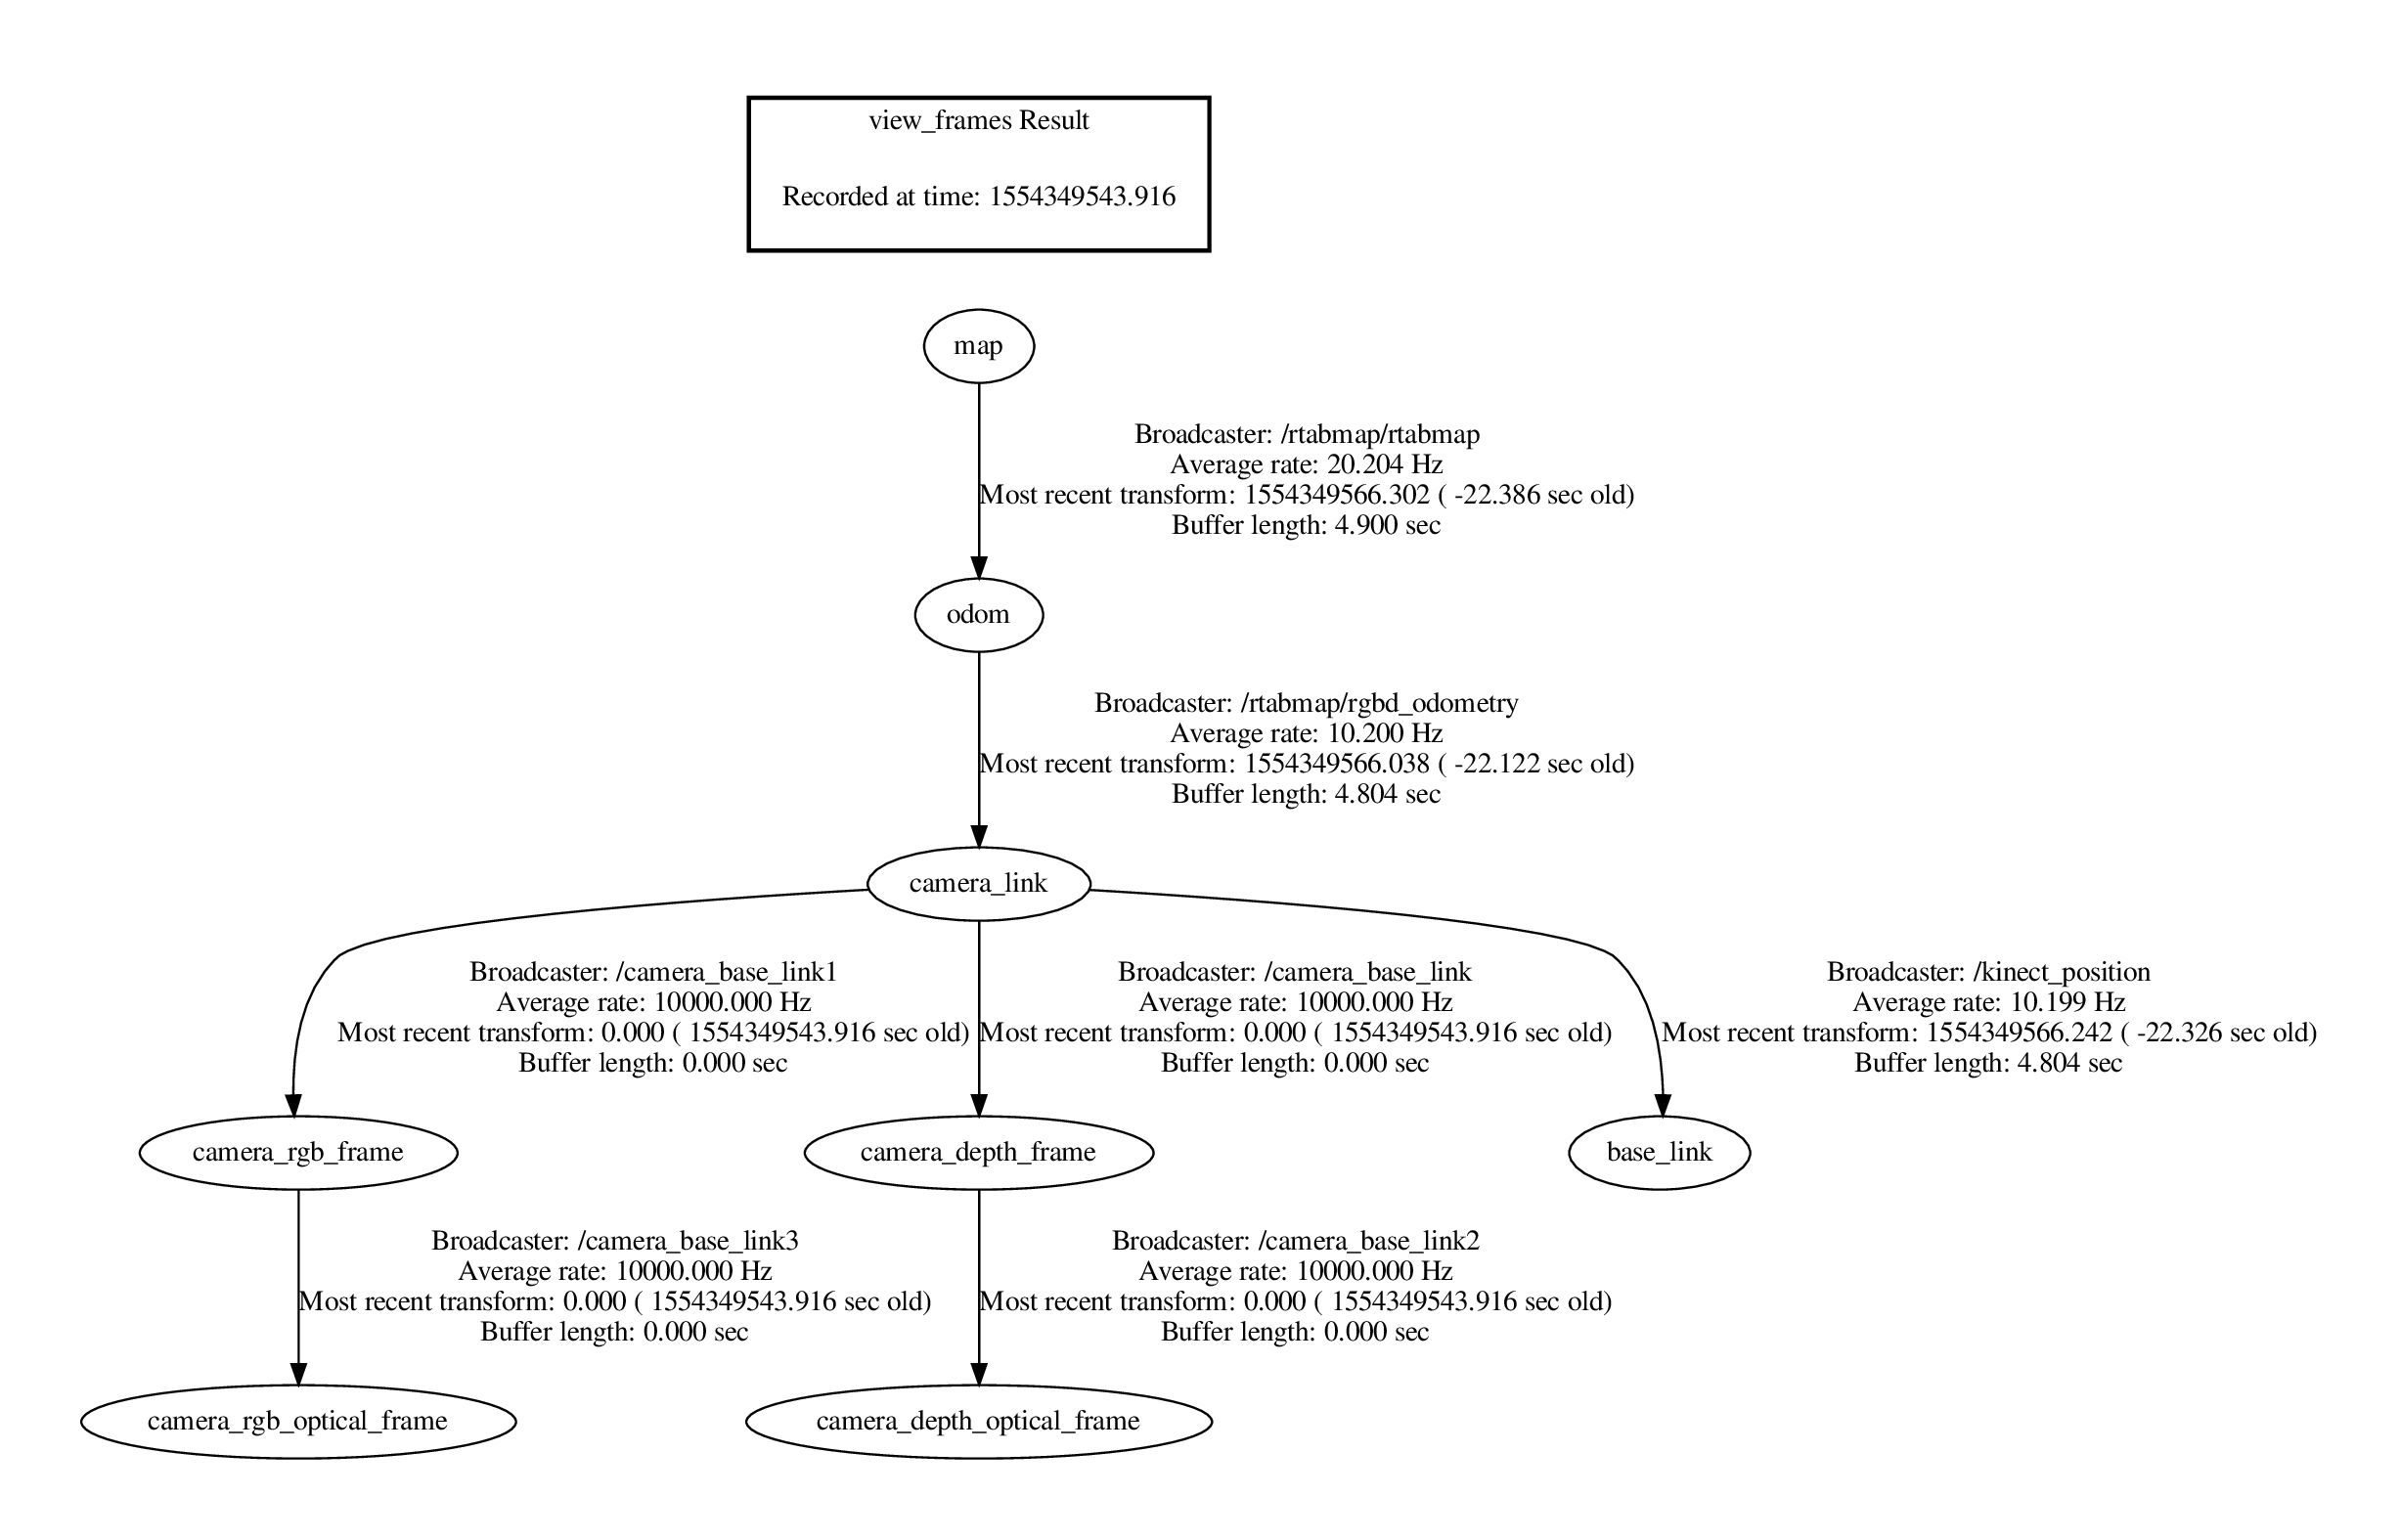 view_frames Result
Recorded at time: 1554349543.916
map
Broadcaster: /rtabmap/rtabmap
Average rate: 20.204 Hz
Most recent transform: 1554349566.302 ( -22.386 sec old)
Buffer length: 4.900 sec
odom
Broadcaster: /rtabmap/rgbd_odometry
Average rate: 10.200 Hz
Most recent transform: 1554349566.038 ( -22.122 sec old)
Buffer length: 4.804 sec
camera_link
Broadcaster: /camera_base_link1
Average rate: 10000.000 Hz
Most recent transform: 0.000 ( 1554349543.916 sec old)
Buffer length: 0.000 sec
Broadcaster: /camera_base_link
Average rate: 10000.000 Hz
Most recent transform: 0.000 ( 1554349543.916 sec old)
Buffer length: 0.000 sec
Broadcaster: /kinect_position
Average rate: 10.199 Hz
Most recent transform: 1554349566.242 ( -22.326 sec old)
Buffer length: 4.804 sec
camera_rgb_frame
camera_depth_frame
base_link
Broadcaster: /camera_base_link3
Average rate: 10000.000 Hz
Most recent transform: 0.000 ( 1554349543.916 sec old)
Buffer length: 0.000 sec
Broadcaster: /camera_base_link2
Average rate: 10000.000 Hz
Most recent transform: 0.000 ( 1554349543.916 sec old)
Buffer length: 0.000 sec
camera_rgb_optical_frame
camera_depth_optical_frame